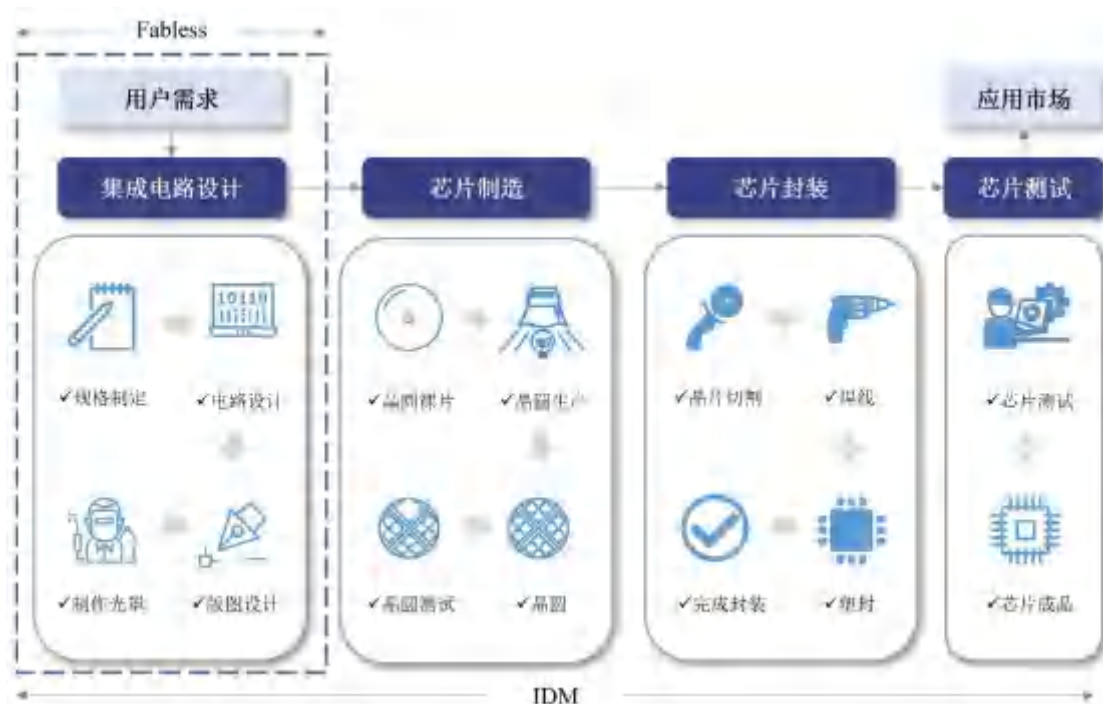 Fabless
用户需求
应用市场
集成电路设计
芯片制造
芯片封装
芯片测试
10110
✓规格制定
✓电路设计
✓晶圆裸片
✓晶圆生产
✓晶片切割
✓焊线
✓芯片测试
✓制作光罩
✓版图设计
✓晶圆测试
✓晶圆
✓完成封装
✓塑封
✓芯片成品
IDM